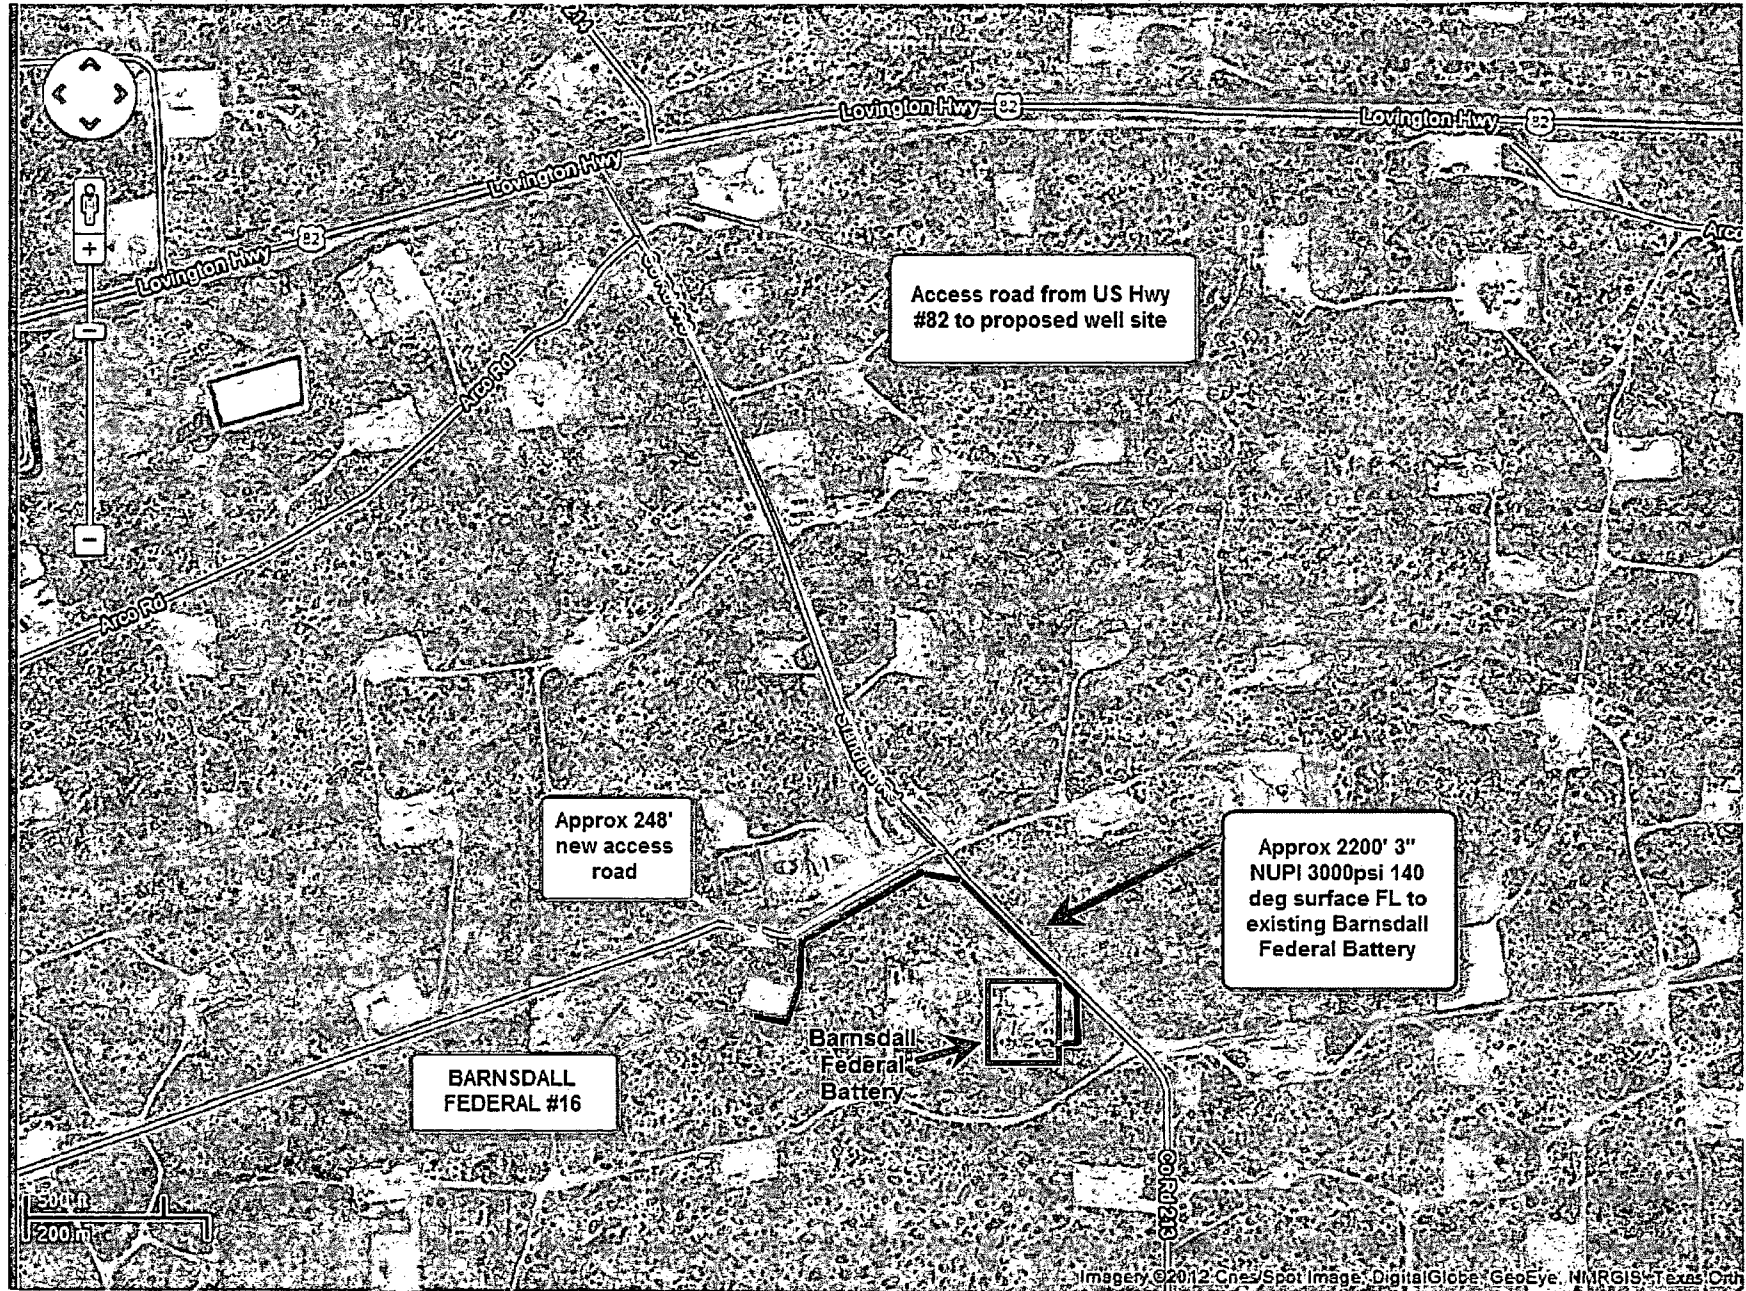 Lovington Hwy
82
Lovington Hwy
82
Lovington Hwy
82
Lovington Hwy
Access road from US Hwy
#82 to proposed well site
Arco Rd
Arco Rd
Approx 248'
new access
road
Approx 2200' 3"
NUPI 3000psi 140
deg surface FL to
existing Barnsdall
Federal Battery
Barnsdall
Federal
Battery
BARNSDALL
FEDERAL #16
Co Rd 213
500 ft
200 m
Imagery ©2012 Cnes/Spot Image, DigitalGlobe, GeoEye, NMRGIS, Texas Orth